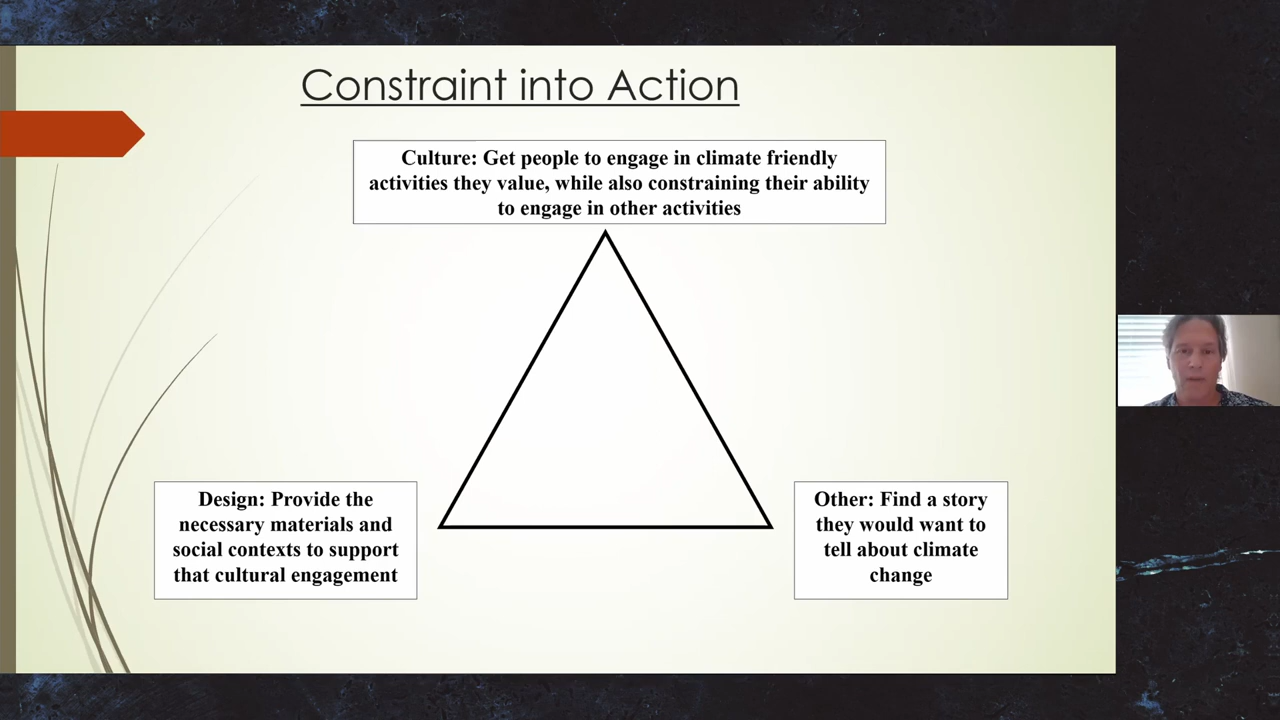 Constraint into Action
Culture: Get people to engage in climate friendly
activities they value, while also constraining their ability
to engage in other activities
Design: Provide the
necessary materials and
social contexts to support
that cultural engagement
Other: Find a story
they would want to
tell about climate
change